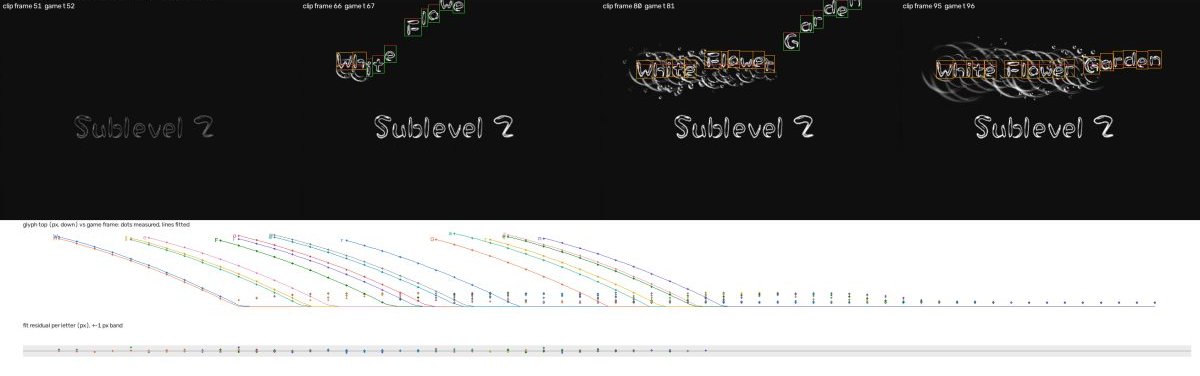 clip frame 51 game t 52
clip frame 66 game t 67
clip frame 80 game t 81
clip frame 95 game t 96
Flowe
White
Garden
White Flower
White Flower Garden
Sublevel 2
Sublevel 2
Sublevel 2
Sublevel 2
glyph top (px, down) vs game frame: dots measured, lines fitted
fit residual per letter (px), +-1 px band